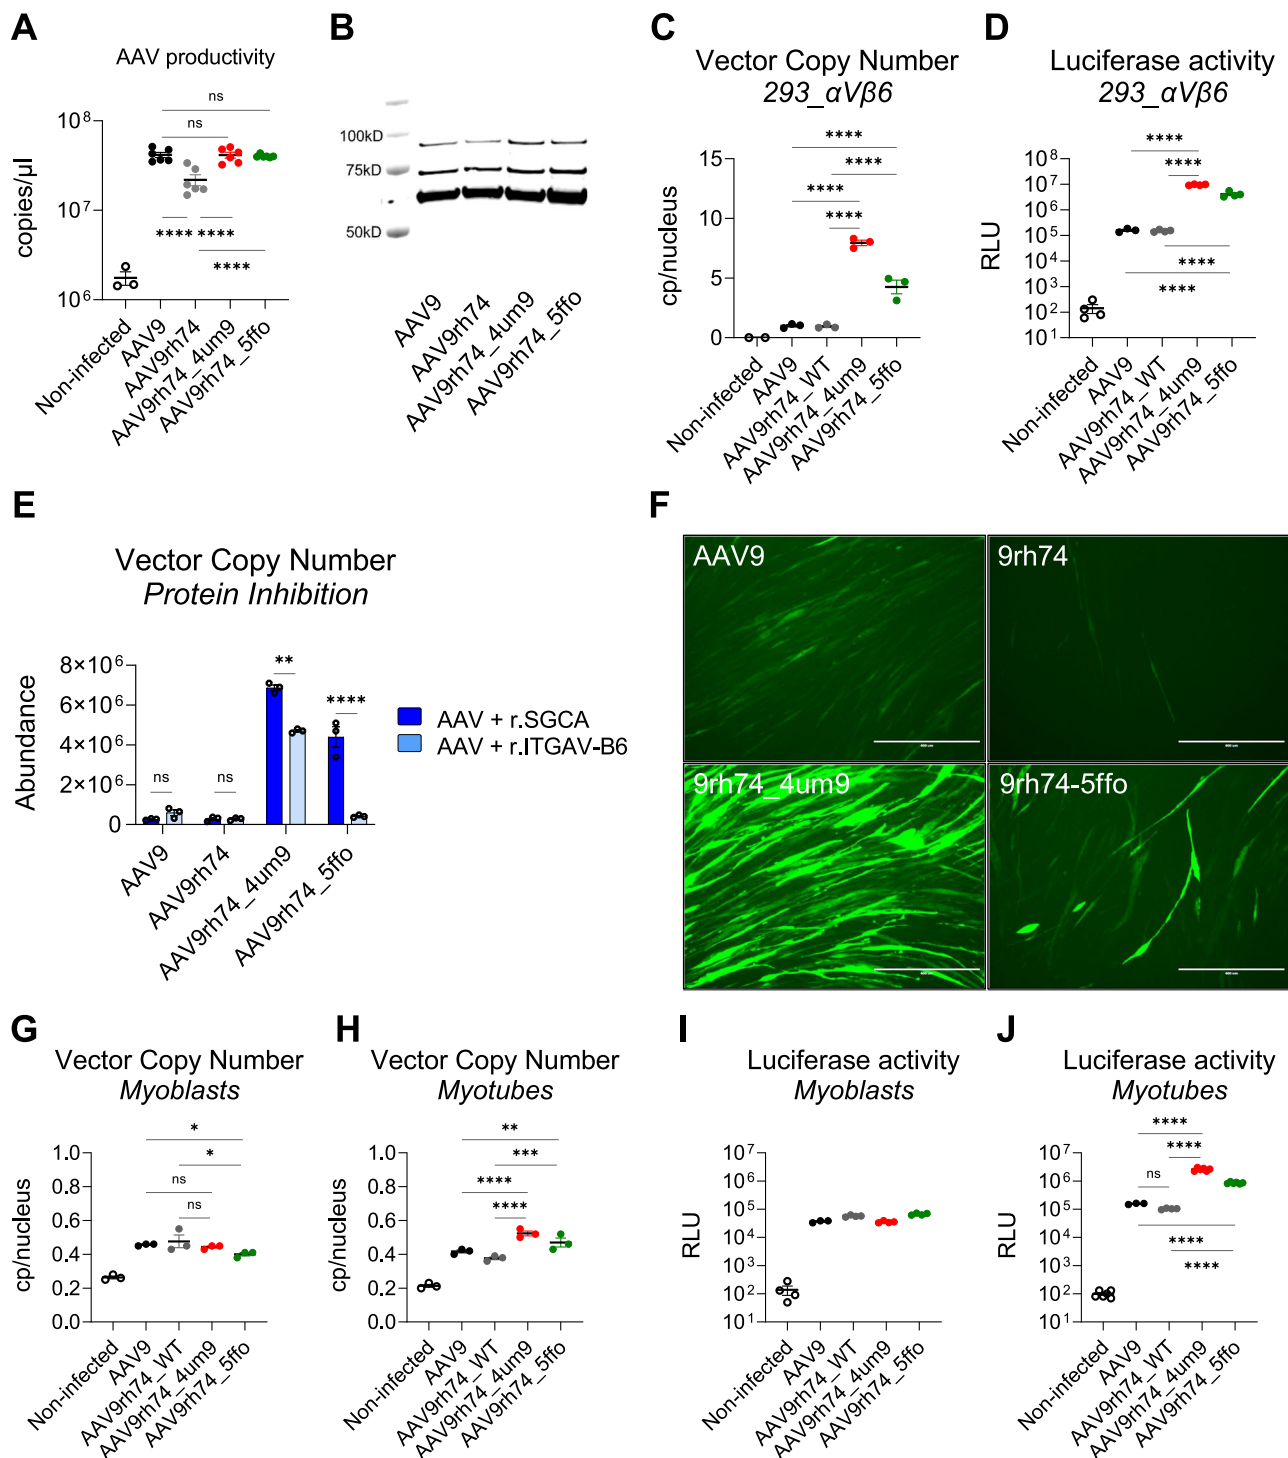 A
AAV productivity
copies/µl
10⁸
10⁷
10⁶
ns
ns
****
****
****
Non-infected
AAV9
AAV9rh74
AAV9rh74_4um9
AAV9rh74_5ffo
B
100kD
75kD
50kD
AAV9
AAV9rh74
AAV9rh74_4um9
AAV9rh74_5ffo
C
Vector Copy Number
293_αVβ6
cp/nucleus
15
10
5
0
****
****
****
****
Non-infected
AAV9
AAV9rh74_WT
AAV9rh74_4um9
AAV9rh74_5ffo
D
Luciferase activity
293_αVβ6
RLU
10⁸
10⁷
10⁶
10⁵
10⁴
10³
10²
10¹
****
****
****
****
Non-infected
AAV9
AAV9rh74_WT
AAV9rh74_4um9
AAV9rh74_5ffo
E
Vector Copy Number
Protein Inhibition
Abundance
8×10⁶
6×10⁶
4×10⁶
2×10⁶
0
ns
ns
**
****
AAV9
AAV9rh74
AAV9rh74_4um9
AAV9rh74_5ffo
AAV + r.SGCA
AAV + r.ITGAV-B6
F
AAV9
9rh74
9rh74_4um9
9rh74-5ffo
G
Vector Copy Number
Myoblasts
cp/nucleus
1.0
0.8
0.6
0.4
0.2
0.0
*
*
ns
ns
Non-infected
AAV9
AAV9rh74_WT
AAV9rh74_4um9
AAV9rh74_5ffo
H
Vector Copy Number
Myotubes
cp/nucleus
1.0
0.8
0.6
0.4
0.2
0.0
**
***
****
****
Non-infected
AAV9
AAV9rh74_WT
AAV9rh74_4um9
AAV9rh74_5ffo
I
Luciferase activity
Myoblasts
RLU
10⁷
10⁶
10⁵
10⁴
10³
10²
10¹
Non-infected
AAV9
AAV9rh74_WT
AAV9rh74_4um9
AAV9rh74_5ffo
J
Luciferase activity
Myotubes
RLU
10⁷
10⁶
10⁵
10⁴
10³
10²
10¹
****
****
ns
****
****
Non-infected
AAV9
AAV9rh74_WT
AAV9rh74_4um9
AAV9rh74_5ffo